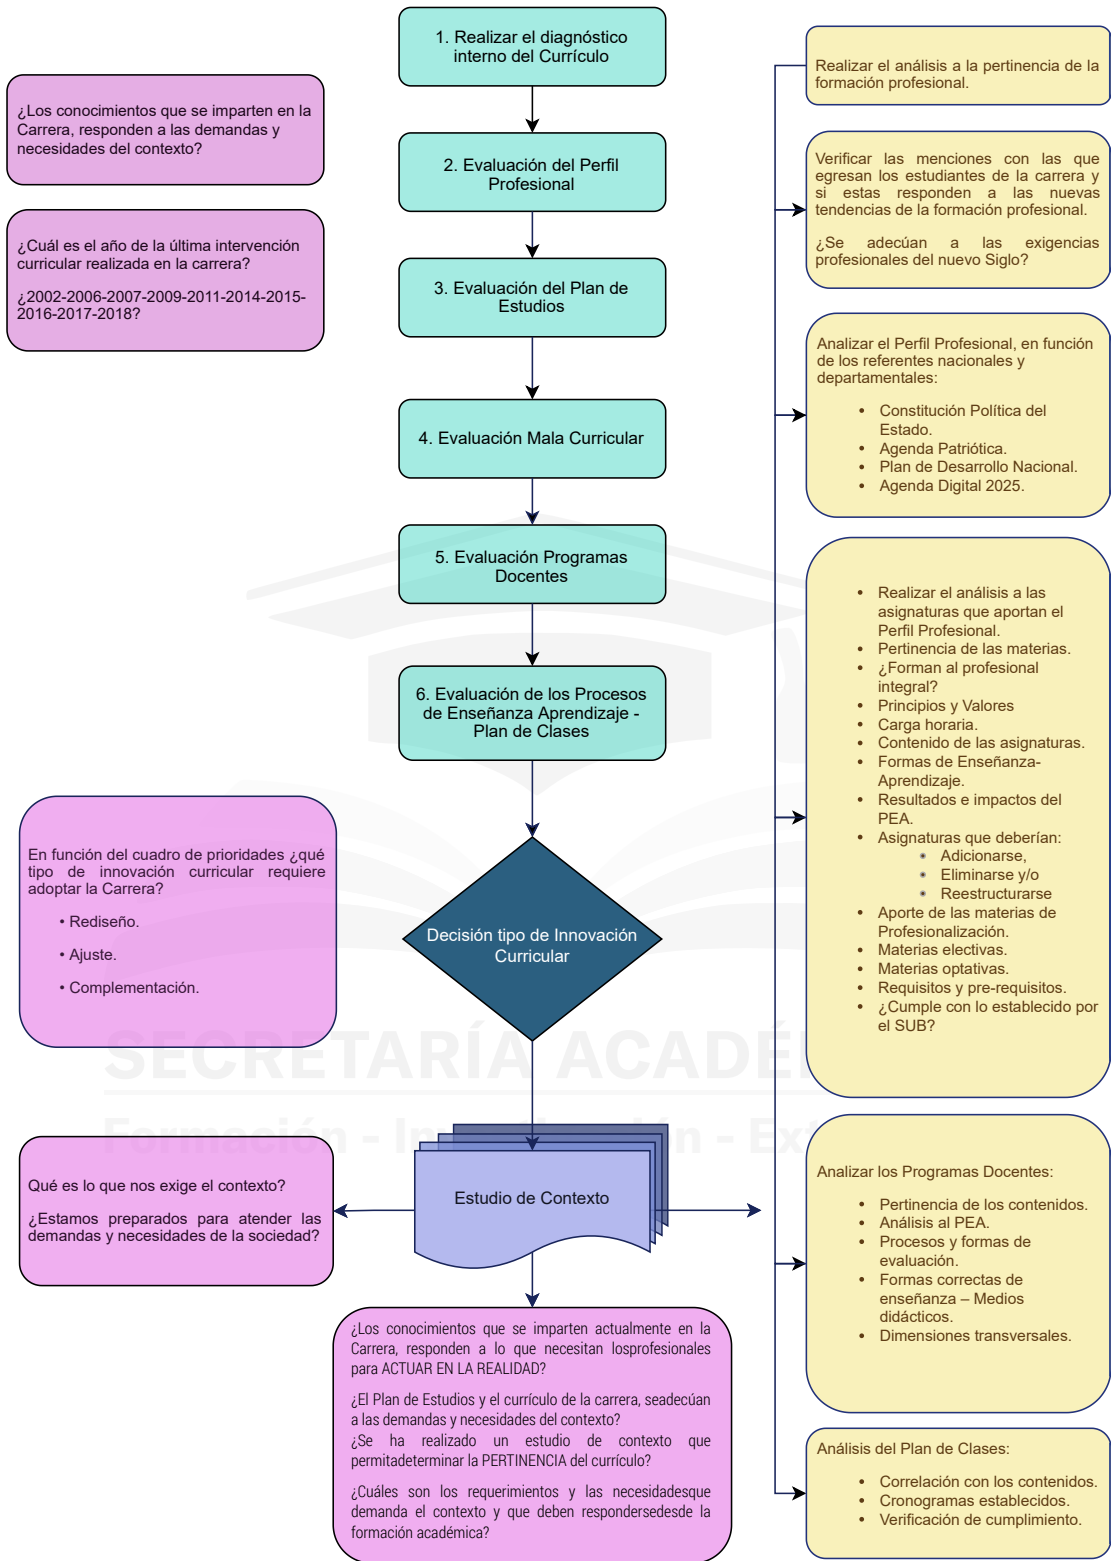 1. Realizar el diagnóstico
interno del Currículo
2. Evaluación del Perfil
Profesional
3. Evaluación del Plan de
Estudios
4. Evaluación Mala Curricular
5. Evaluación Programas
Docentes
6. Evaluación de los Procesos
de Enseñanza Aprendizaje -
Plan de Clases
Decisión tipo de Innovación
Curricular
Estudio de Contexto
¿Los conocimientos que se imparten en la
Carrera, responden a las demandas y
necesidades del contexto?
¿Cuál es el año de la última intervención
curricular realizada en la carrera?
¿2002-2006-2007-2009-2011-2014-2015-
2016-2017-2018?
En función del cuadro de prioridades ¿qué
tipo de innovación curricular requiere
adoptar la Carrera?
• Rediseño.
• Ajuste.
• Complementación.
Qué es lo que nos exige el contexto?
¿Estamos preparados para atender las
demandas y necesidades de la sociedad?
¿Los conocimientos que se imparten actualmente en la
Carrera, responden a lo que necesitan losprofesionales
para ACTUAR EN LA REALIDAD?
¿El Plan de Estudios y el currículo de la carrera, seadecúan
a las demandas y necesidades del contexto?
¿Se ha realizado un estudio de contexto que
permitadeterminar la PERTINENCIA del currículo?
¿Cuáles son los requerimientos y las necesidadesque
demanda el contexto y que deben respondersedesde la
formación académica?
Realizar el análisis a la pertinencia de la
formación profesional.
Verificar las menciones con las que
egresan los estudiantes de la carrera y
si estas responden a las nuevas
tendencias de la formación profesional.
¿Se adecúan a las exigencias
profesionales del nuevo Siglo?
Analizar el Perfil Profesional, en función
de los referentes nacionales y
departamentales:
• Constitución Política del
Estado.
• Agenda Patriótica.
• Plan de Desarrollo Nacional.
• Agenda Digital 2025.
• Realizar el análisis a las
asignaturas que aportan el
Perfil Profesional.
• Pertinencia de las materias.
• ¿Forman al profesional
integral?
• Principios y Valores
• Carga horaria.
• Contenido de las asignaturas.
• Formas de Enseñanza-
Aprendizaje.
• Resultados e impactos del
PEA.
• Asignaturas que deberían:
• Adicionarse,
• Eliminarse y/o
• Reestructurarse
• Aporte de las materias de
Profesionalización.
• Materias electivas.
• Materias optativas.
• Requisitos y pre-requisitos.
• ¿Cumple con lo establecido por
el SUB?
Analizar los Programas Docentes:
• Pertinencia de los contenidos.
• Análisis al PEA.
• Procesos y formas de
evaluación.
• Formas correctas de
enseñanza – Medios
didácticos.
• Dimensiones transversales.
Análisis del Plan de Clases:
• Correlación con los contenidos.
• Cronogramas establecidos.
• Verificación de cumplimiento.
SECRETARÍA
Formación -